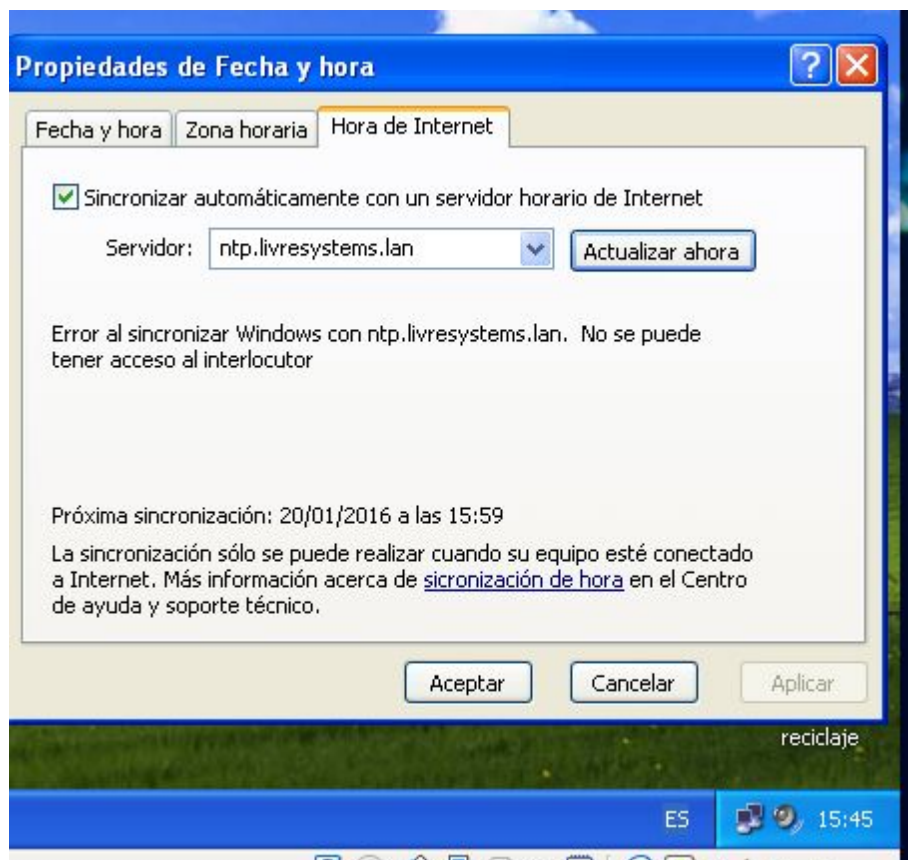 Propiedades de Fecha y hora
Fecha y hora
Zona horaria
Hora de Internet
Sincronizar automáticamente con un servidor horario de Internet
Servidor: ntp.livresystems.lan
Actualizar ahora
Error al sincronizar Windows con ntp.livresystems.lan. No se puede
tener acceso al interlocutor
Próxima sincronización: 20/01/2016 a las 15:59
La sincronización sólo se puede realizar cuando su equipo esté conectado
a Internet. Más información acerca de sicronización de hora en el Centro
de ayuda y soporte técnico.
Aceptar
Cancelar
Aplicar
reciclaje
ES
15:45